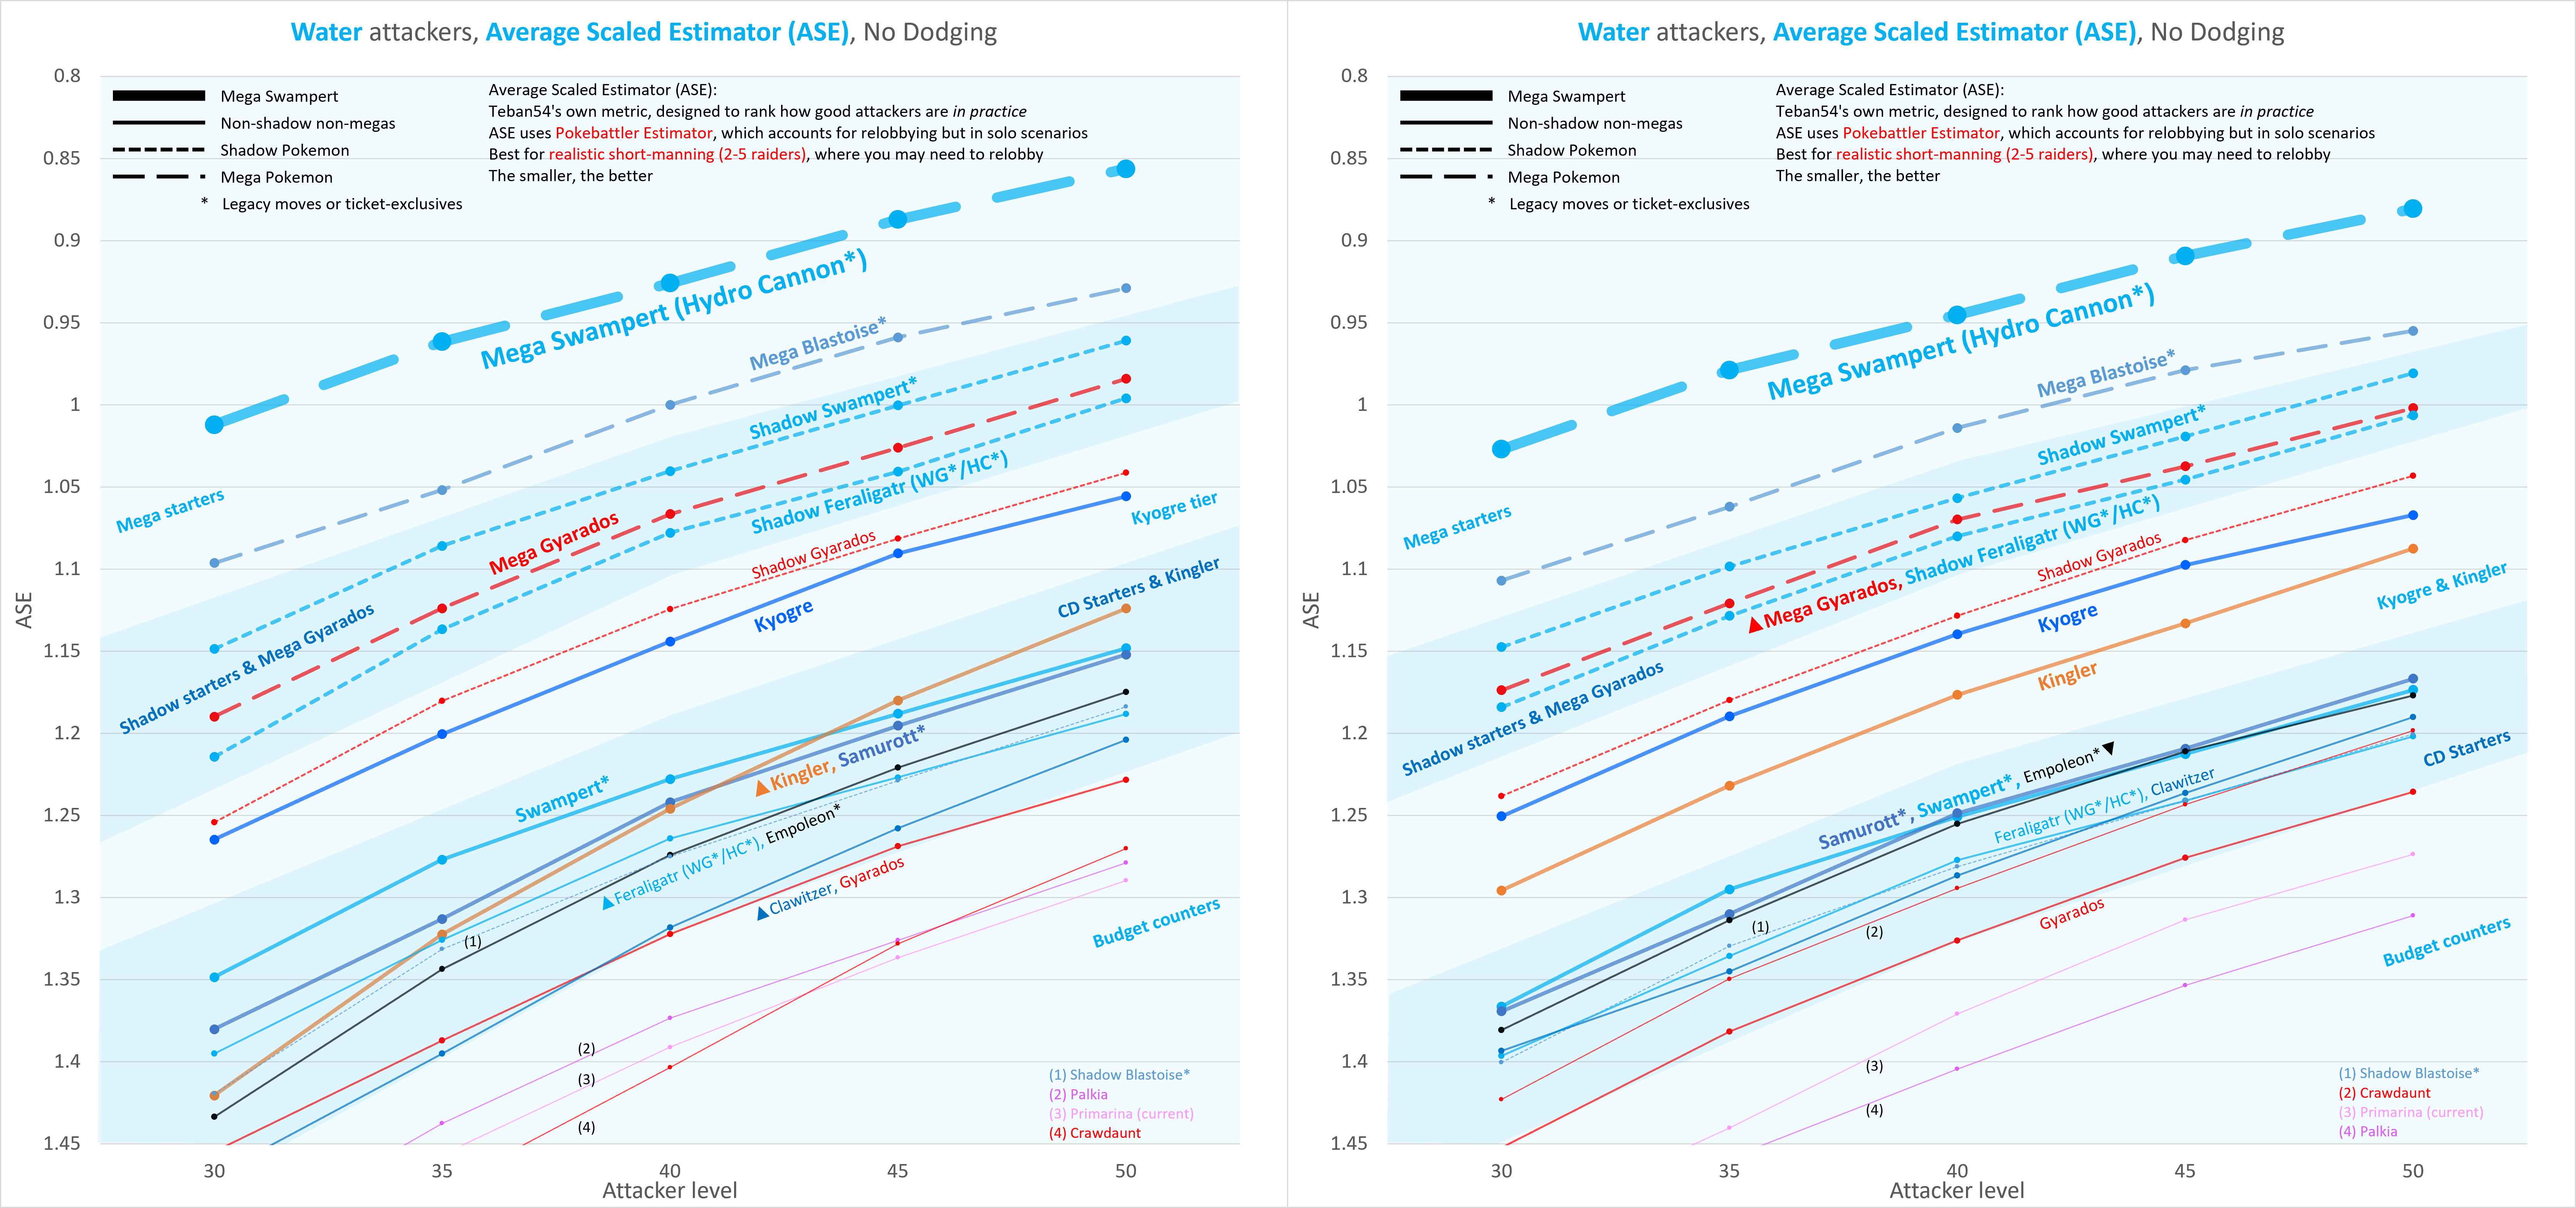 Water attackers, Average Scaled Estimator (ASE), No Dodging
Mega Swampert
Non-shadow non-megas
Shadow Pokemon
Mega Pokemon
* Legacy moves or ticket-exclusives
Average Scaled Estimator (ASE):
Teban54's own metric, designed to rank how good attackers are in practice
ASE uses Pokebattler Estimator, which accounts for relobbying but in solo scenarios
Best for realistic short-manning (2-5 raiders), where you may need to relobby
The smaller, the better
0.8
0.85
0.9
0.95
1
1.05
1.1
1.15
1.2
1.25
1.3
1.35
1.4
1.45
ASE
Mega Swampert (Hydro Cannon*)
Mega Blastoise*
Shadow Swampert*
Mega starters
Shadow Feraligatr (WG*/HC*)
Mega Gyarados
Shadow Gyarados
Kyogre tier
Kyogre
CD Starters & Kingler
Shadow starters & Mega Gyarados
▲Kingler, Samurott*
Swampert*
▲Feraligatr (WG*/HC*), Empoleon*
▲Clawitzer, Gyarados
Budget counters
(1)
(2)
(3)
(4)
(1) Shadow Blastoise*
(2) Palkia
(3) Primarina (current)
(4) Crawdaunt
30 35 40 45 50
Attacker level
Water attackers, Average Scaled Estimator (ASE), No Dodging
Mega Swampert
Non-shadow non-megas
Shadow Pokemon
Mega Pokemon
* Legacy moves or ticket-exclusives
Average Scaled Estimator (ASE):
Teban54's own metric, designed to rank how good attackers are in practice
ASE uses Pokebattler Estimator, which accounts for relobbying but in solo scenarios
Best for realistic short-manning (2-5 raiders), where you may need to relobby
The smaller, the better
0.8
0.85
0.9
0.95
1
1.05
1.1
1.15
1.2
1.25
1.3
1.35
1.4
1.45
ASE
Mega Swampert (Hydro Cannon*)
Mega Blastoise*
Shadow Swampert*
Mega starters
▲Mega Gyarados, Shadow Feraligatr (WG*/HC*)
Shadow Gyarados
Kyogre & Kingler
Kyogre
Kingler
Shadow starters & Mega Gyarados
CD Starters
Samurott*, Swampert*, Empoleon*▼
Feraligatr (WG*/HC*), Clawitzer
Gyarados
Budget counters
(1)
(2)
(3)
(4)
(1) Shadow Blastoise*
(2) Crawdaunt
(3) Primarina (current)
(4) Palkia
30 35 40 45 50
Attacker level